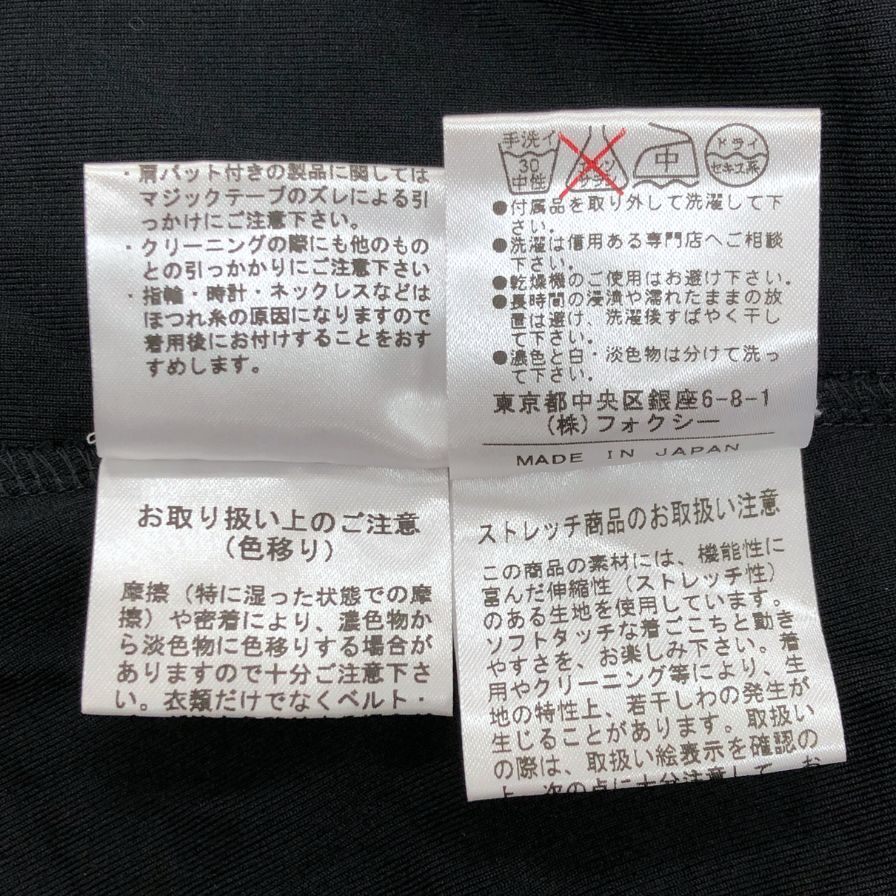 ・肩パット付きの製品に関しては
マジックテープのズレによる引
っかけにご注意下さい。
・クリーニングの際にも他のもの
との引っかかりにご注意下さい
・指輪・時計・ネックレスなどは
ほつれ糸の原因になりますので
着用後にお付けすることをおす
すめします。
手洗イ
30
中性
エンソ
サラシ
中
ドライ
セキユ系
●付属品を取り外して洗濯して下
さい。
●洗濯は信用ある専門店へご相談
下さい。
●乾燥機のご使用はお避け下さい。
●長時間の浸漬や濡れたままの放
置は避け、洗濯後すばやく干し
て下さい。
●濃色と白・淡色物は分けて洗っ
て下さい。
東京都中央区銀座6-8-1
(株)フォクシー
MADE IN JAPAN
お取り扱い上のご注意
(色移り)
摩擦(特に湿った状態での摩
擦)や密着により、濃色物か
ら淡色物に色移りする場合が
ありますので十分ご注意下さ
い。衣類だけでなくベルト・
ストレッチ商品のお取扱い注意
この商品の素材には、機能性に
富んだ伸縮性(ストレッチ性)
のある生地を使用しています。
ソフトタッチな着ごこちと動き
やすさを、お楽しみ下さい。着
用やクリーニング等により、生
地の特性上、若干しわの発生が
生じることがあります。取扱い
の際は、取扱い絵表示を確認の
上、次の点に十分注意して、お